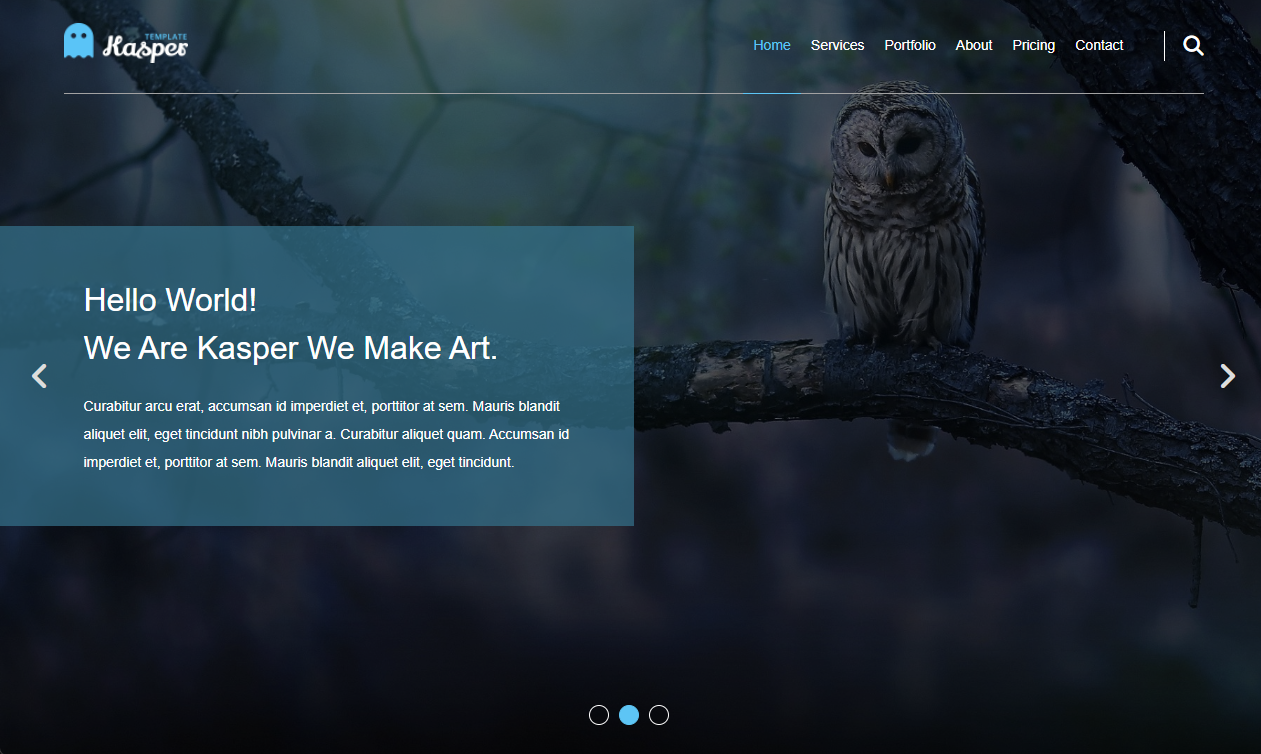 TEMPLATE
Kasper
Home Services Portfolio About Pricing Contact
Hello World!
We Are Kasper We Make Art.
Curabitur arcu erat, accumsan id imperdiet et, porttitor at sem. Mauris blandit
aliquet elit, eget tincidunt nibh pulvinar a. Curabitur aliquet quam. Accumsan id
imperdiet et, porttitor at sem. Mauris blandit aliquet elit, eget tincidunt.